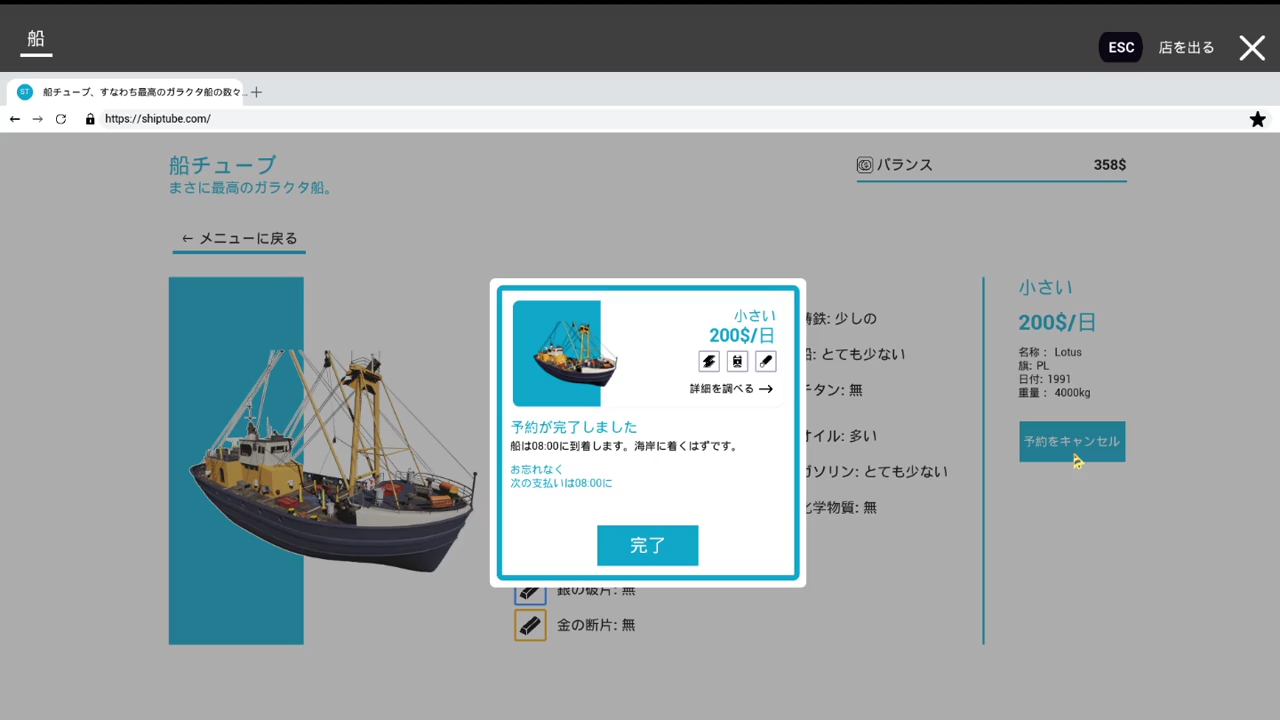 船
ESC 店を出る
ST 船チューブ、すなわち最高のガラクタ船の数々...
https://shiptube.com/
船チューブ
まさに最高のガラクタ船。
バランス 358$
← メニューに戻る
小さい
200$/日
詳細を調べる →
予約が完了しました
船は08:00に到着します。海岸に着くはずです。
お忘れなく
次の支払いは08:00に
完了
鋳鉄: 少しの
船: とても少ない
チタン: 無
オイル: 多い
ガソリン: とても少ない
化学物質: 無
銀の破片: 無
金の断片: 無
小さい
200$/日
名称： Lotus
旗: PL
日付: 1991
重量： 4000kg
予約をキャンセル